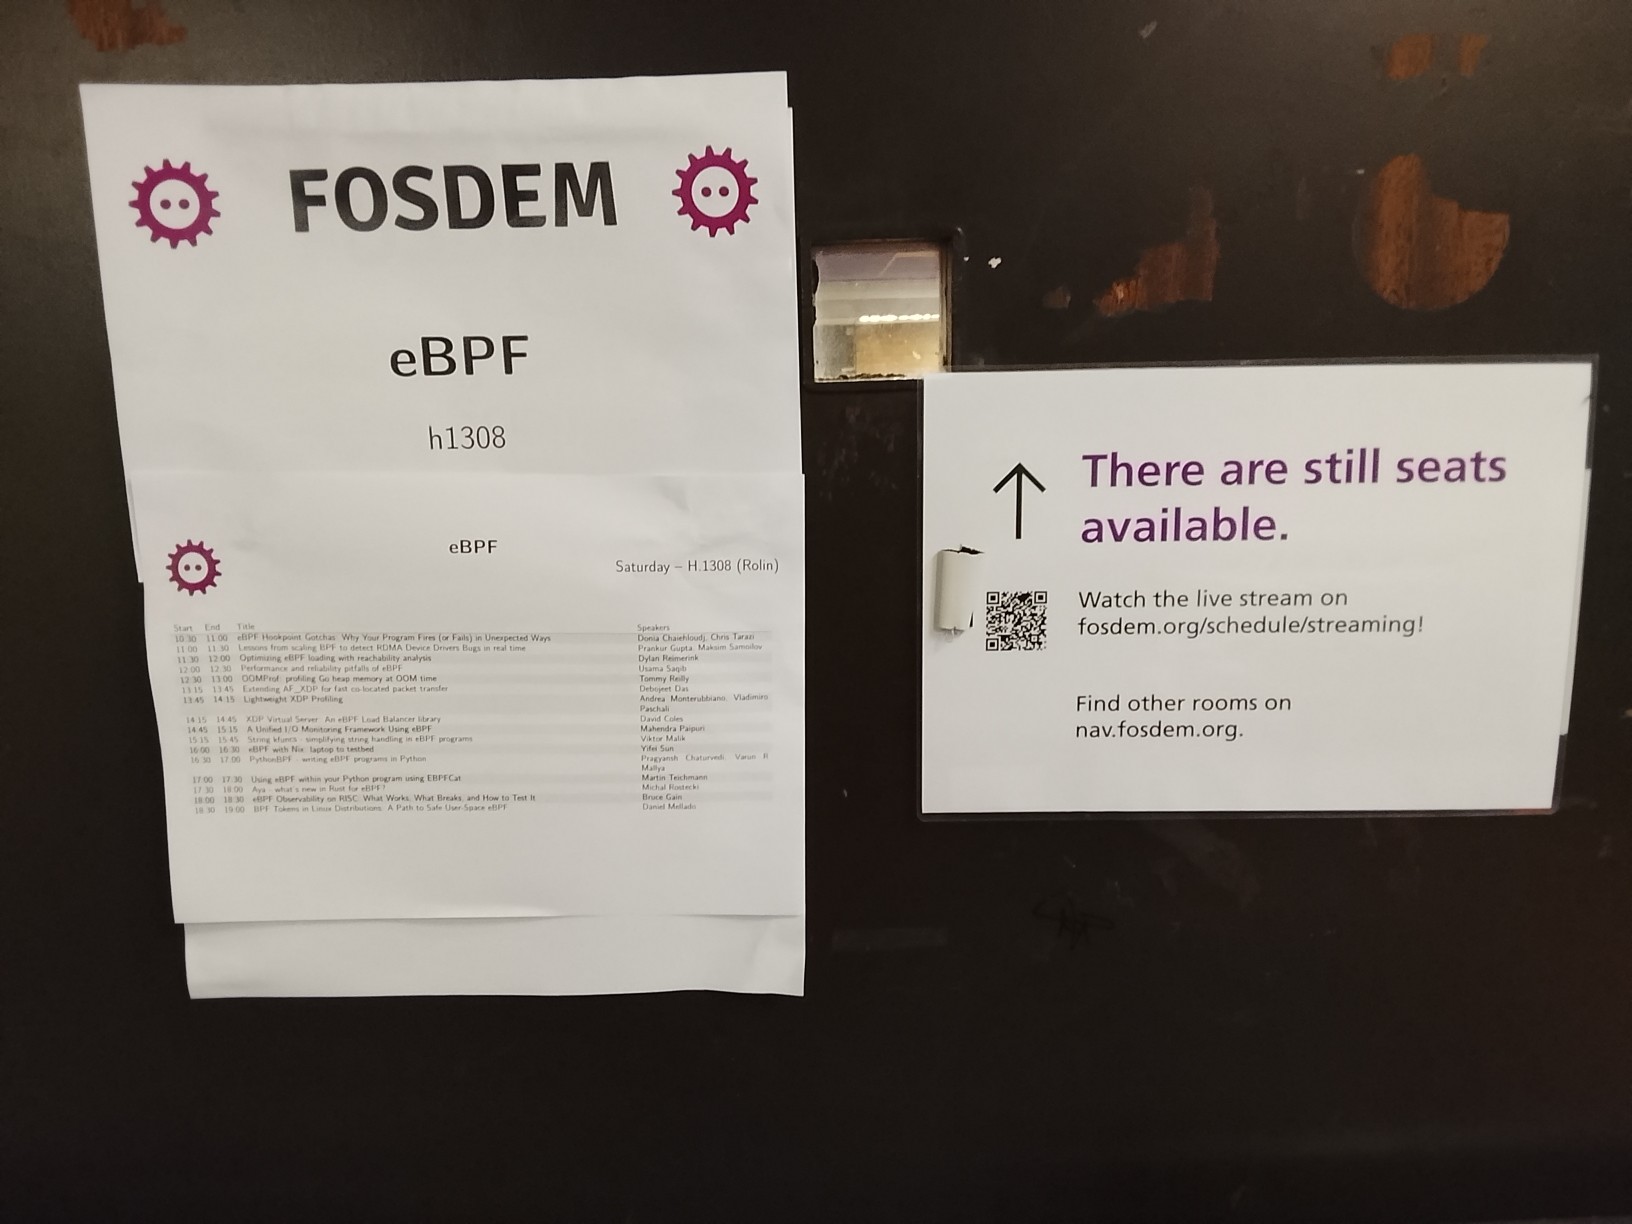 FOSDEM
eBPF
h1308
eBPF
Saturday – H.1308 (Rolin)
Start End Title Speakers
10:30 11:00 eBPF Hookpoint Gotchas: Why Your Program Fires (or Fails) in Unexpected Ways Donia Chaiehloudj, Chris Tarazi
11:00 11:30 Lessons from scaling BPF to detect RDMA Device Drivers Bugs in real time Prankur Gupta, Maksim Samoilov
11:30 12:00 Optimizing eBPF loading with reachability analysis Dylan Reimerink
12:00 12:30 Performance and reliability pitfalls of eBPF Usama Saqib
12:30 13:00 OOMProf: profiling Go heap memory at OOM time Tommy Reilly
13:15 13:45 Extending AF_XDP for fast co-located packet transfer Debojeet Das
13:45 14:15 Lightweight XDP Profiling Andrea Monterubbiano, Vladimiro
Paschali
14:15 14:45 XDP Virtual Server: An eBPF Load Balancer library David Coles
14:45 15:15 A Unified I/O Monitoring Framework Using eBPF Mahendra Paipuri
15:15 15:45 String kfuncs - simplifying string handling in eBPF programs Viktor Malik
16:00 16:30 eBPF with Nix: laptop to testbed Yifei Sun
16:30 17:00 PythonBPF - writing eBPF programs in Python Pragyansh Chaturvedi, Varun R
Mallya
17:00 17:30 Using eBPF within your Python program using EBPFCat Martin Teichmann
17:30 18:00 Aya - what's new in Rust for eBPF? Michal Rostecki
18:00 18:30 eBPF Observability on RISC: What Works, What Breaks, and How to Test It Bruce Gain
18:30 19:00 BPF Tokens in Linux Distributions: A Path to Safe User-Space eBPF Daniel Mellado
There are still seats
available.
Watch the live stream on
fosdem.org/schedule/streaming!
Find other rooms on
nav.fosdem.org.